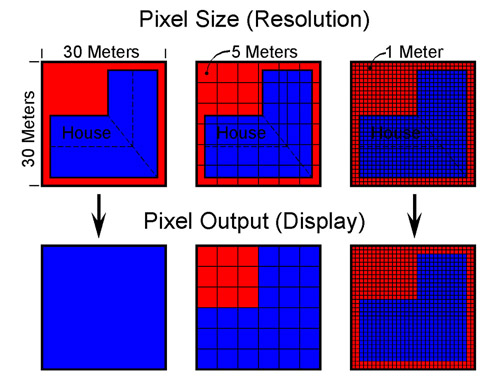 Pixel Size (Resolution)
30 Meters
5 Meters
1 Meter
30 Meters
House
House
House
Pixel Output (Display)